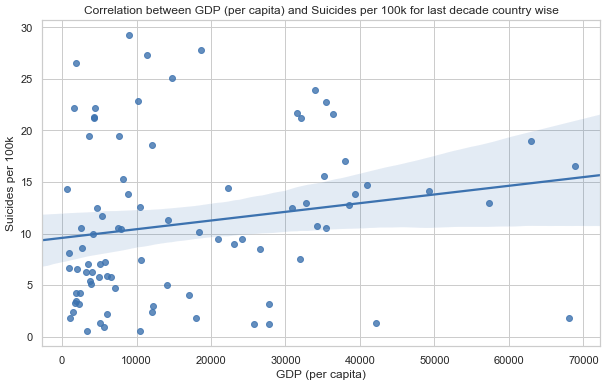 Correlation between GDP (per capita) and Suicides per 100k for last decade country wise
30
25
20
15
10
5
0
Suicides per 100k
0 10000 20000 30000 40000 50000 60000 70000
GDP (per capita)